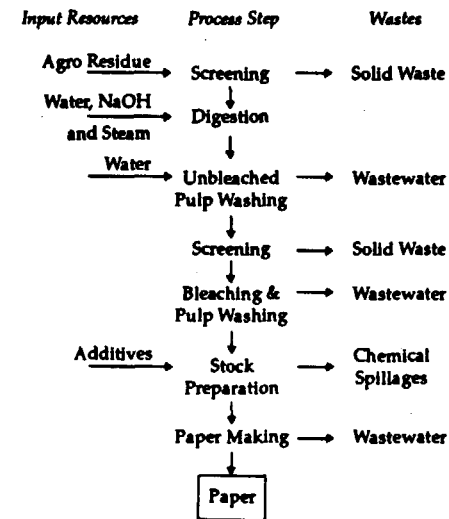 Input Resources Process Step Wastes
Agro Residue Screening Solid Waste
Water, NaOH
and Steam Digestion
Water Unbleached Wastewater
Pulp Washing
Screening Solid Waste
Bleaching & Wastewater
Pulp Washing
Additives Stock Chemical
Preparation Spillages
Paper Making Wastewater
Paper